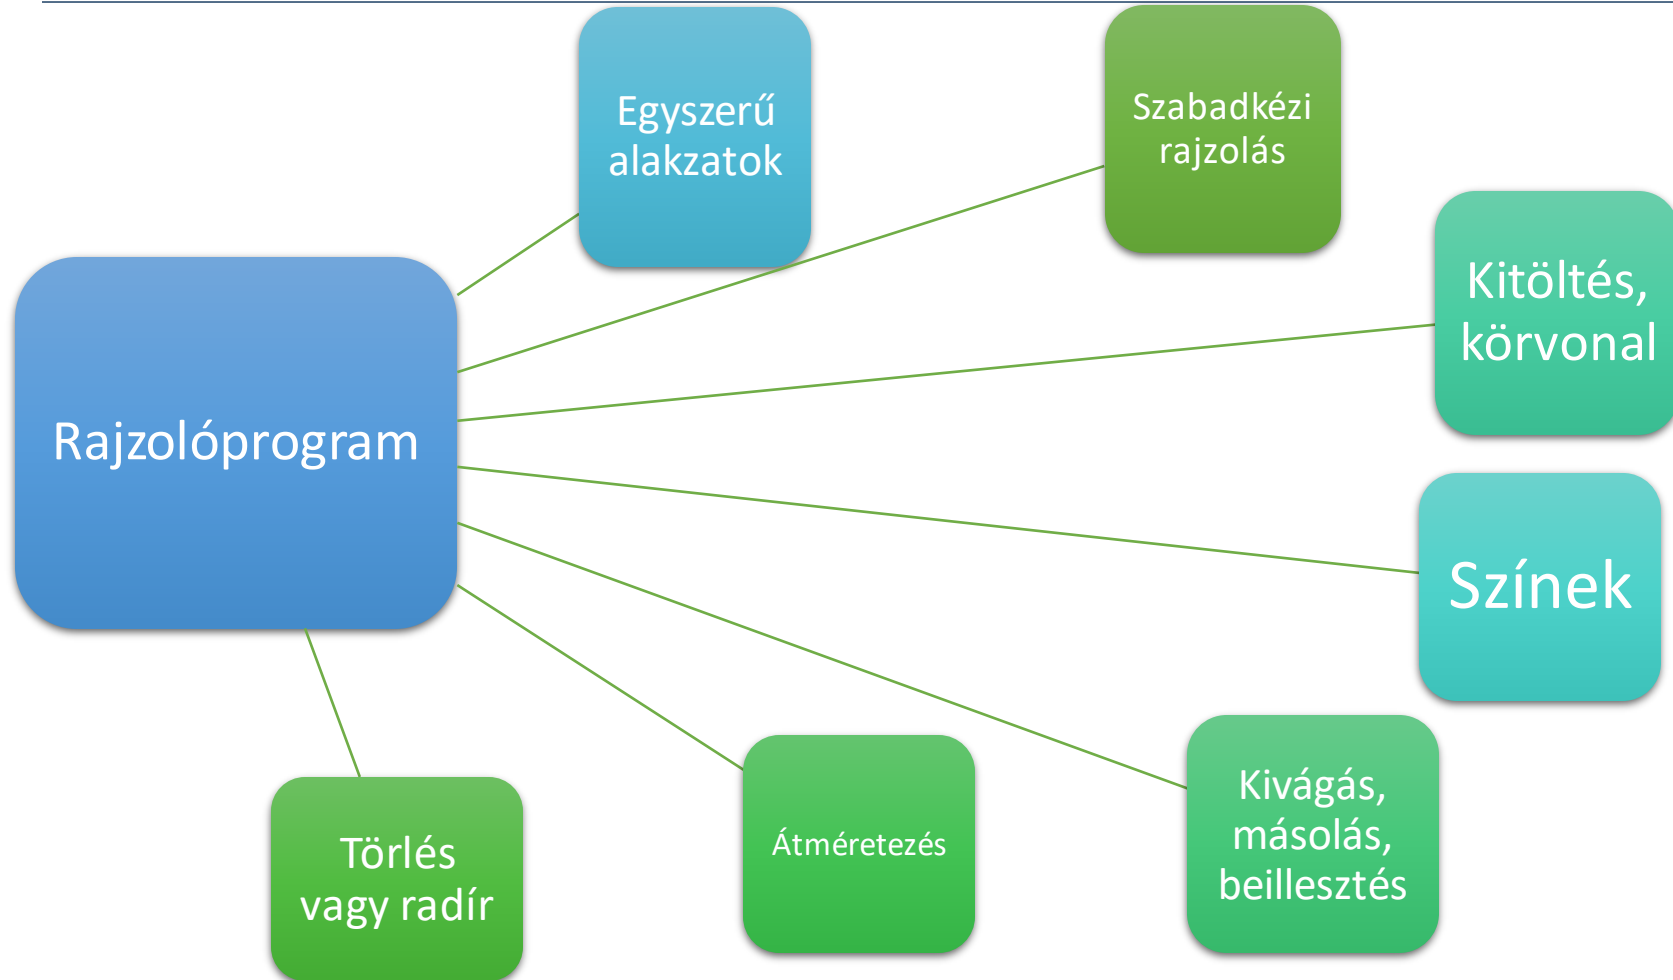 Egyszerű
alakzatok
Szabadkézi
rajzolás
Kitöltés,
körvonal
Rajzolóprogram
Színek
Kivágás,
másolás,
beillesztés
Átméretezés
Törlés
vagy radír